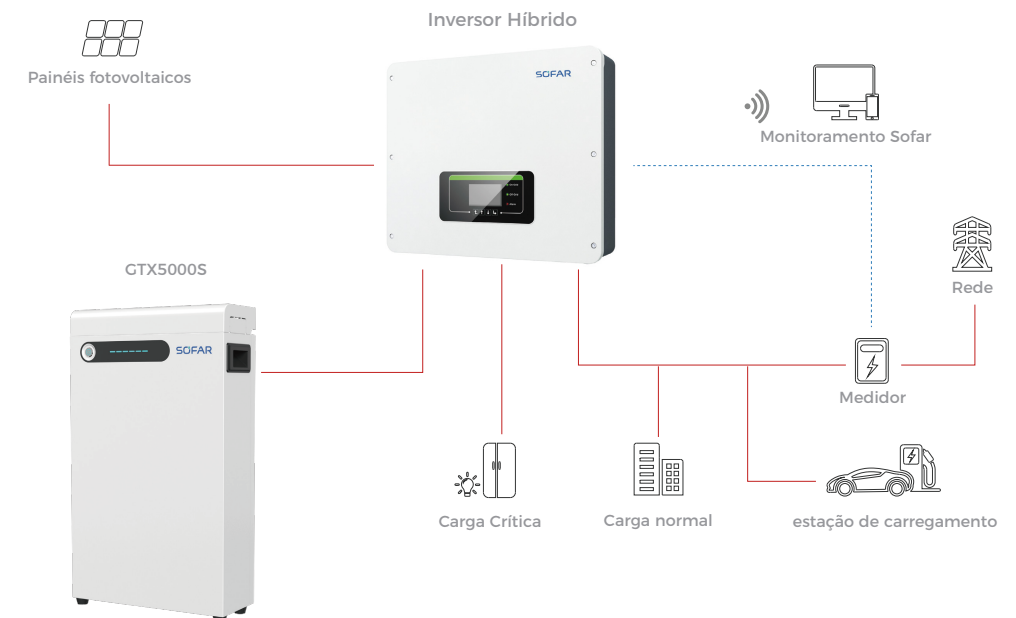 Inversor Híbrido
Painéis fotovoltaicos
SOFAR
Monitoramento Sofar
GTX5000S
Rede
SOFAR
Medidor
Carga Crítica
Carga normal
estação de carregamento